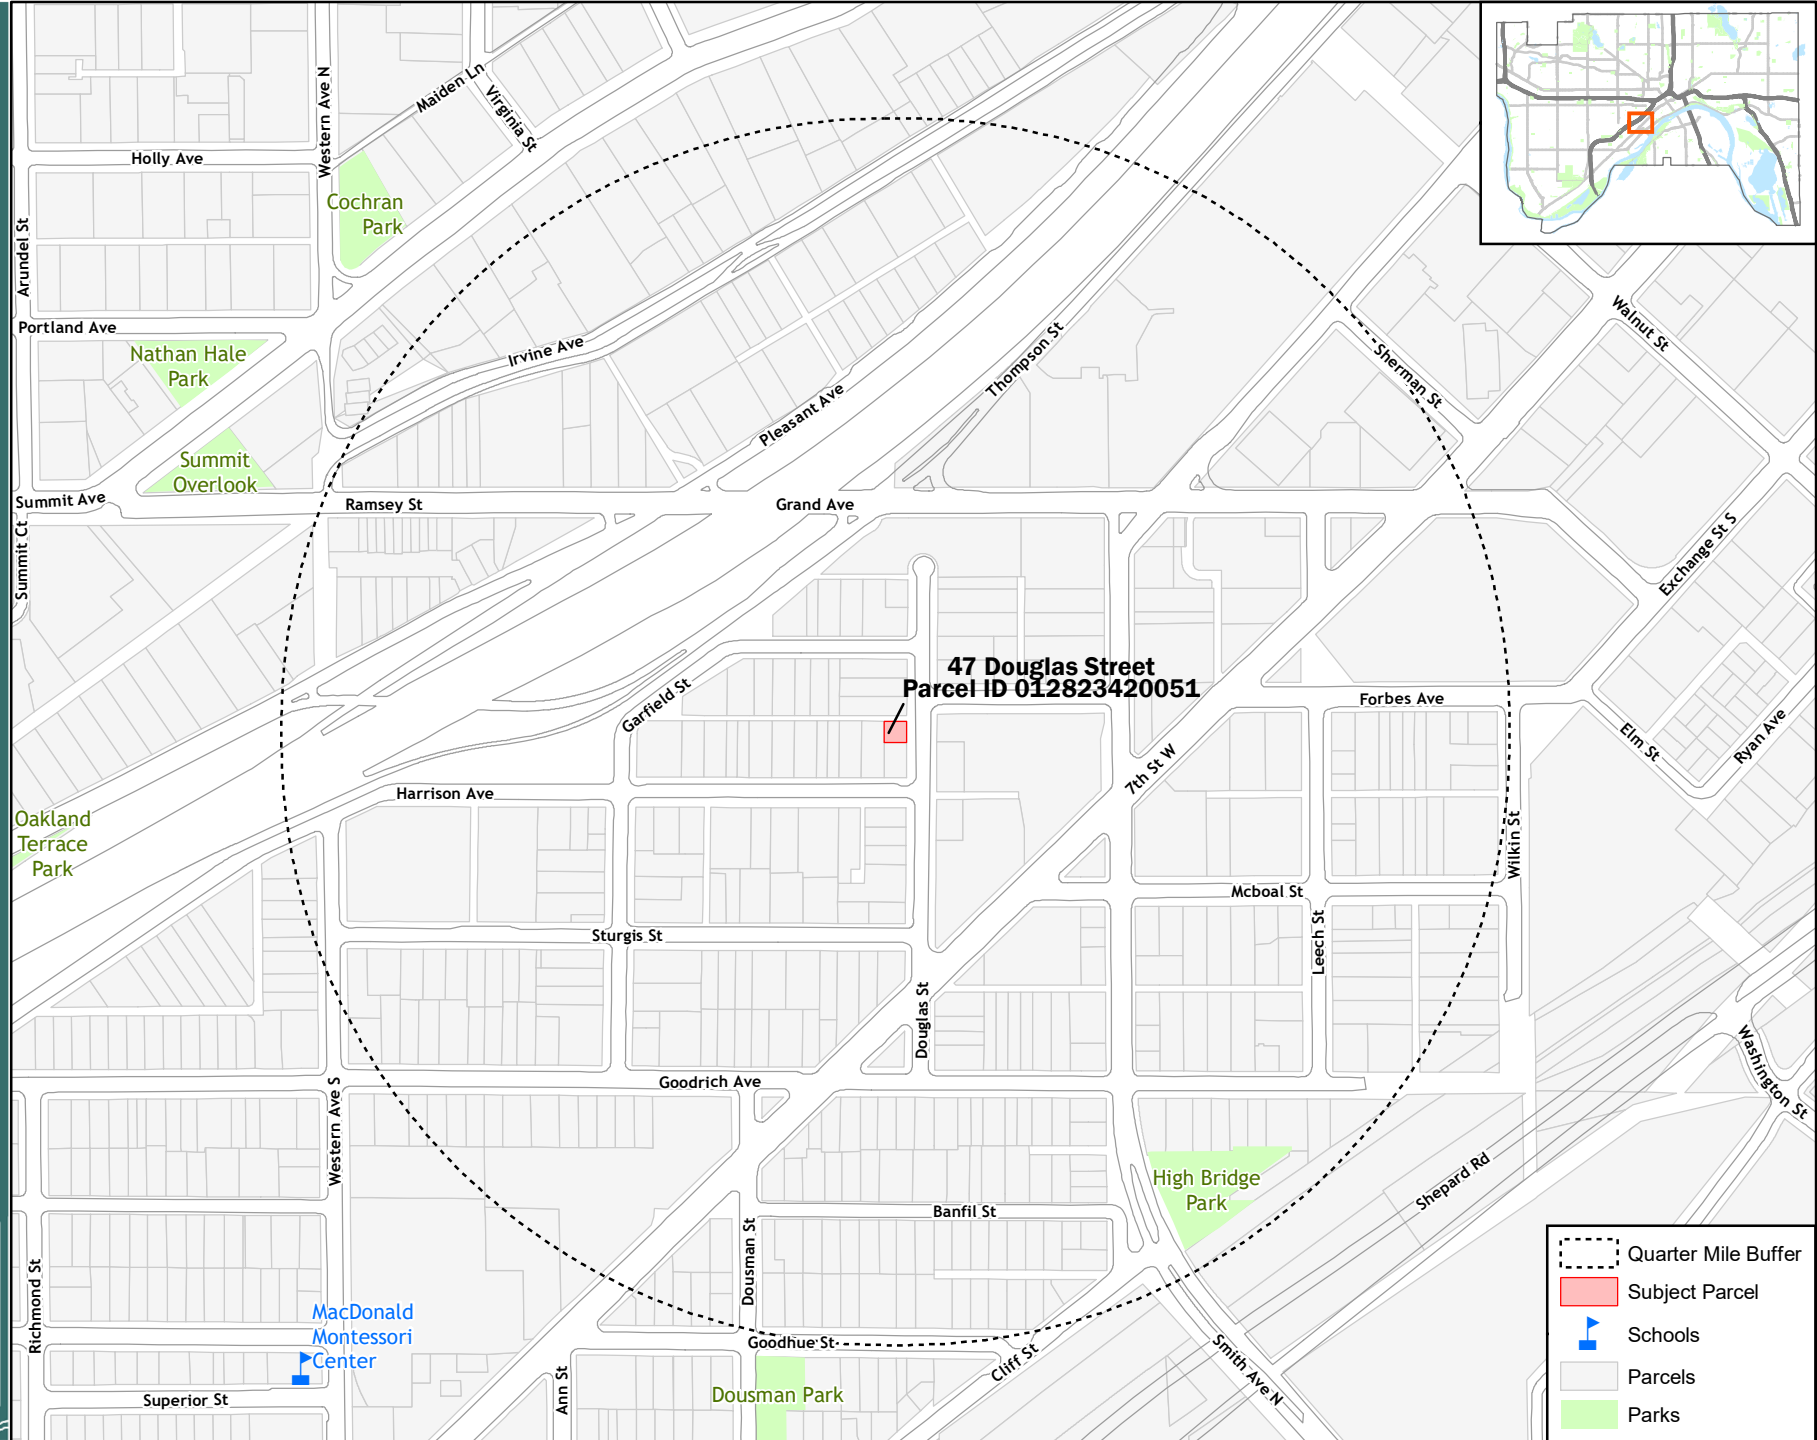 Maiden Ln
Virginia St
Western Ave N
Holly Ave
Cochran
Park
Arundel St
Portland Ave
Nathan Hale
Park
Irvine Ave
Thompson St
Pleasant Ave
Walnut St
Sherman St
Summit
Overlook
Summit Ave
Ramsey St
Grand Ave
Summit Ct
Exchange St S
47 Douglas Street
Parcel ID 012823420051
Garfield St
Forbes Ave
Elm St
Ryan Ave
7th St W
Harrison Ave
Oakland
Terrace
Park
Wilkin St
Mcboal St
Leech St
Sturgis St
Douglas St
Goodrich Ave
Washington St
Western Ave S
High Bridge
Park
Shepard Rd
Banfil St
Dousman St
Richmond St
MacDonald
Montessori
Center
Goodhue St
Cliff St
Smith Ave N
Superior St
Ann St
Dousman Park
Quarter Mile Buffer
Subject Parcel
Schools
Parcels
Parks